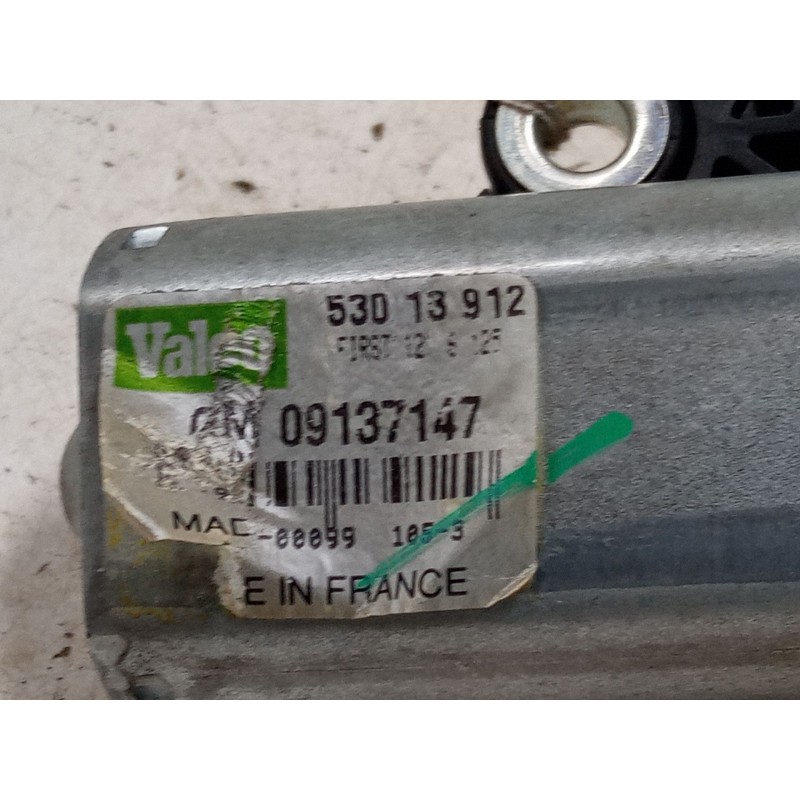 Valeo
530 13 912
GM 09137147
MAD
-00099 105-3
E IN FRANCE